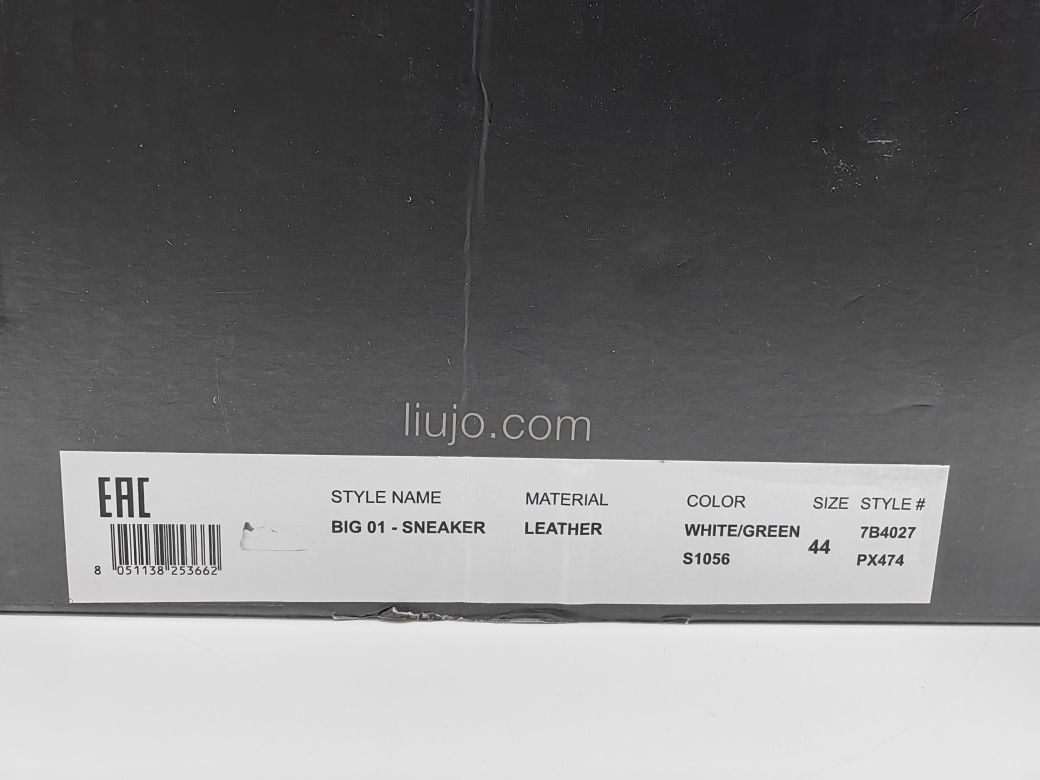 liujo.com
EAC
STYLE NAME MATERIAL COLOR SIZE STYLE #
BIG 01 - SNEAKER LEATHER WHITE/GREEN 44 7B4027
S1056 PX474
8 051138 253662